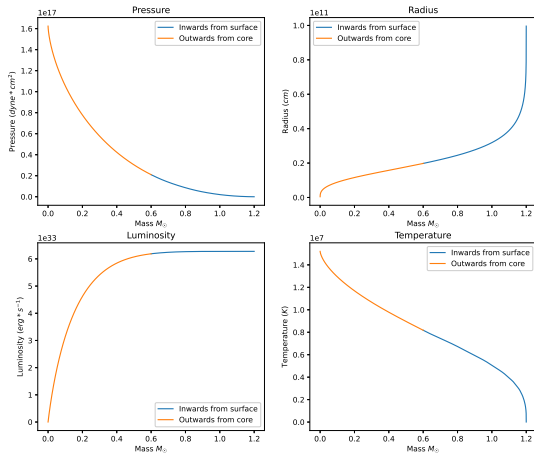 Pressure
1e17
Inwards from surface
Outwards from core
Pressure (dyne * cm²)
1.6
1.4
1.2
1.0
0.8
0.6
0.4
0.2
0.0
0.0 0.2 0.4 0.6 0.8 1.0 1.2
Mass M☉
Radius
1e11
Inwards from surface
Outwards from core
Radius (cm)
1.0
0.8
0.6
0.4
0.2
0.0
0.0 0.2 0.4 0.6 0.8 1.0 1.2
Mass M☉
Luminosity
1e33
Luminosity (erg * s⁻¹)
6
5
4
3
2
1
0
Inwards from surface
Outwards from core
0.0 0.2 0.4 0.6 0.8 1.0 1.2
Mass M☉
Temperature
1e7
Inwards from surface
Outwards from core
Temperature (K)
1.4
1.2
1.0
0.8
0.6
0.4
0.2
0.0
0.0 0.2 0.4 0.6 0.8 1.0 1.2
Mass M☉